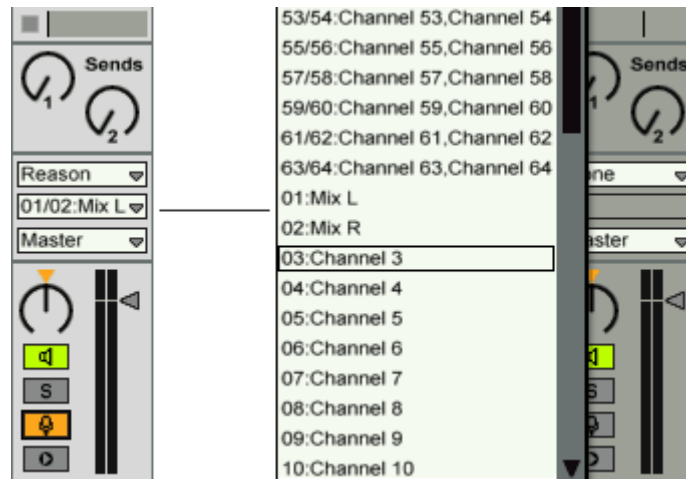 Sends
1
2
Reason
01/02:Mix L
Master
S
53/54:Channel 53,Channel 54
55/56:Channel 55,Channel 56
57/58:Channel 57,Channel 58
59/60:Channel 59,Channel 60
61/62:Channel 61,Channel 62
63/64:Channel 63,Channel 64
01:Mix L
02:Mix R
03:Channel 3
04:Channel 4
05:Channel 5
06:Channel 6
07:Channel 7
08:Channel 8
09:Channel 9
10:Channel 10
Sends
1
2
one
aster
S